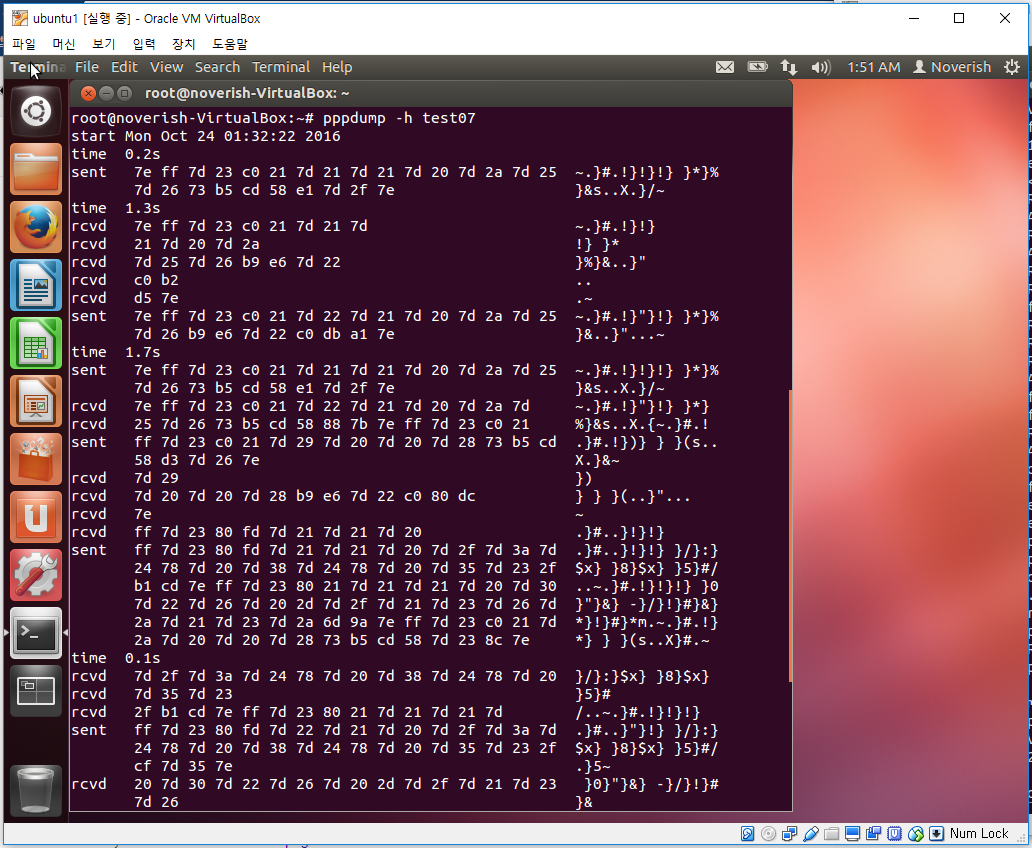 ubuntu1 [실행 중] - Oracle VM VirtualBox
파일 머신 보기 입력 장치 도움말
Terminal File Edit View Search Terminal Help 1:51 AM Noverish
root@noverish-VirtualBox: ~
root@noverish-VirtualBox:~# pppdump -h test07
start Mon Oct 24 01:32:22 2016
time 0.2s
sent 7e ff 7d 23 c0 21 7d 21 7d 21 7d 20 7d 2a 7d 25 ~.}#.!}!}!} }*}%
7d 26 73 b5 cd 58 e1 7d 2f 7e }&s..X.}/~
time 1.3s
rcvd 7e ff 7d 23 c0 21 7d 21 7d ~.}#.!}!}
rcvd 21 7d 20 7d 2a !} }*
rcvd 7d 25 7d 26 b9 e6 7d 22 }%}&..}"
rcvd c0 b2 ..
rcvd d5 7e .~
sent 7e ff 7d 23 c0 21 7d 22 7d 21 7d 20 7d 2a 7d 25 ~.}#.!}"}!} }*}%
7d 26 b9 e6 7d 22 c0 db a1 7e }&..}"...~
time 1.7s
sent 7e ff 7d 23 c0 21 7d 21 7d 21 7d 20 7d 2a 7d 25 ~.}#.!}!}!} }*}%
7d 26 73 b5 cd 58 e1 7d 2f 7e }&s..X.}/~
rcvd 7e ff 7d 23 c0 21 7d 22 7d 21 7d 20 7d 2a 7d ~.}#.!}"}!} }*}
rcvd 25 7d 26 73 b5 cd 58 88 7b 7e ff 7d 23 c0 21 %}&s..X.{~.}#.!
sent ff 7d 23 c0 21 7d 29 7d 20 7d 20 7d 28 73 b5 cd .}#.!})} } }(s..
58 d3 7d 26 7e X.}&~
rcvd 7d 29 })
rcvd 7d 20 7d 20 7d 28 b9 e6 7d 22 c0 80 dc } } }(..}"...
rcvd 7e ~
rcvd ff 7d 23 80 fd 7d 21 7d 21 7d 20 .}#..}!}!}
sent ff 7d 23 80 fd 7d 21 7d 21 7d 20 7d 2f 7d 3a 7d .}#..}!}!} }/}:}
24 78 7d 20 7d 38 7d 24 78 7d 20 7d 35 7d 23 2f $x} }8}$x} }5}#/
b1 cd 7e ff 7d 23 80 21 7d 21 7d 21 7d 20 7d 30 ..~.}#.!}!}!} }0
7d 22 7d 26 7d 20 2d 7d 2f 7d 21 7d 23 7d 26 7d }"}&} -}/}!}#}&}
2a 7d 21 7d 23 7d 2a 6d 9a 7e ff 7d 23 c0 21 7d *}!}#}*m.~.}#.!}
2a 7d 20 7d 20 7d 28 73 b5 cd 58 7d 23 8c 7e *} } }(s..X}#.~
time 0.1s
rcvd 7d 2f 7d 3a 7d 24 78 7d 20 7d 38 7d 24 78 7d 20 }/}:}$x} }8}$x}
rcvd 7d 35 7d 23 }5}#
rcvd 2f b1 cd 7e ff 7d 23 80 21 7d 21 7d 21 7d /..~.}#.!}!}!}
sent ff 7d 23 80 fd 7d 22 7d 21 7d 20 7d 2f 7d 3a 7d .}#..}"}!} }/}:}
24 78 7d 20 7d 38 7d 24 78 7d 20 7d 35 7d 23 2f $x} }8}$x} }5}#/
cf 7d 35 7e .}5~
rcvd 20 7d 30 7d 22 7d 26 7d 20 2d 7d 2f 7d 21 7d 23 }0}"}&} -}/}!}#
7d 26 }&
Num Lock